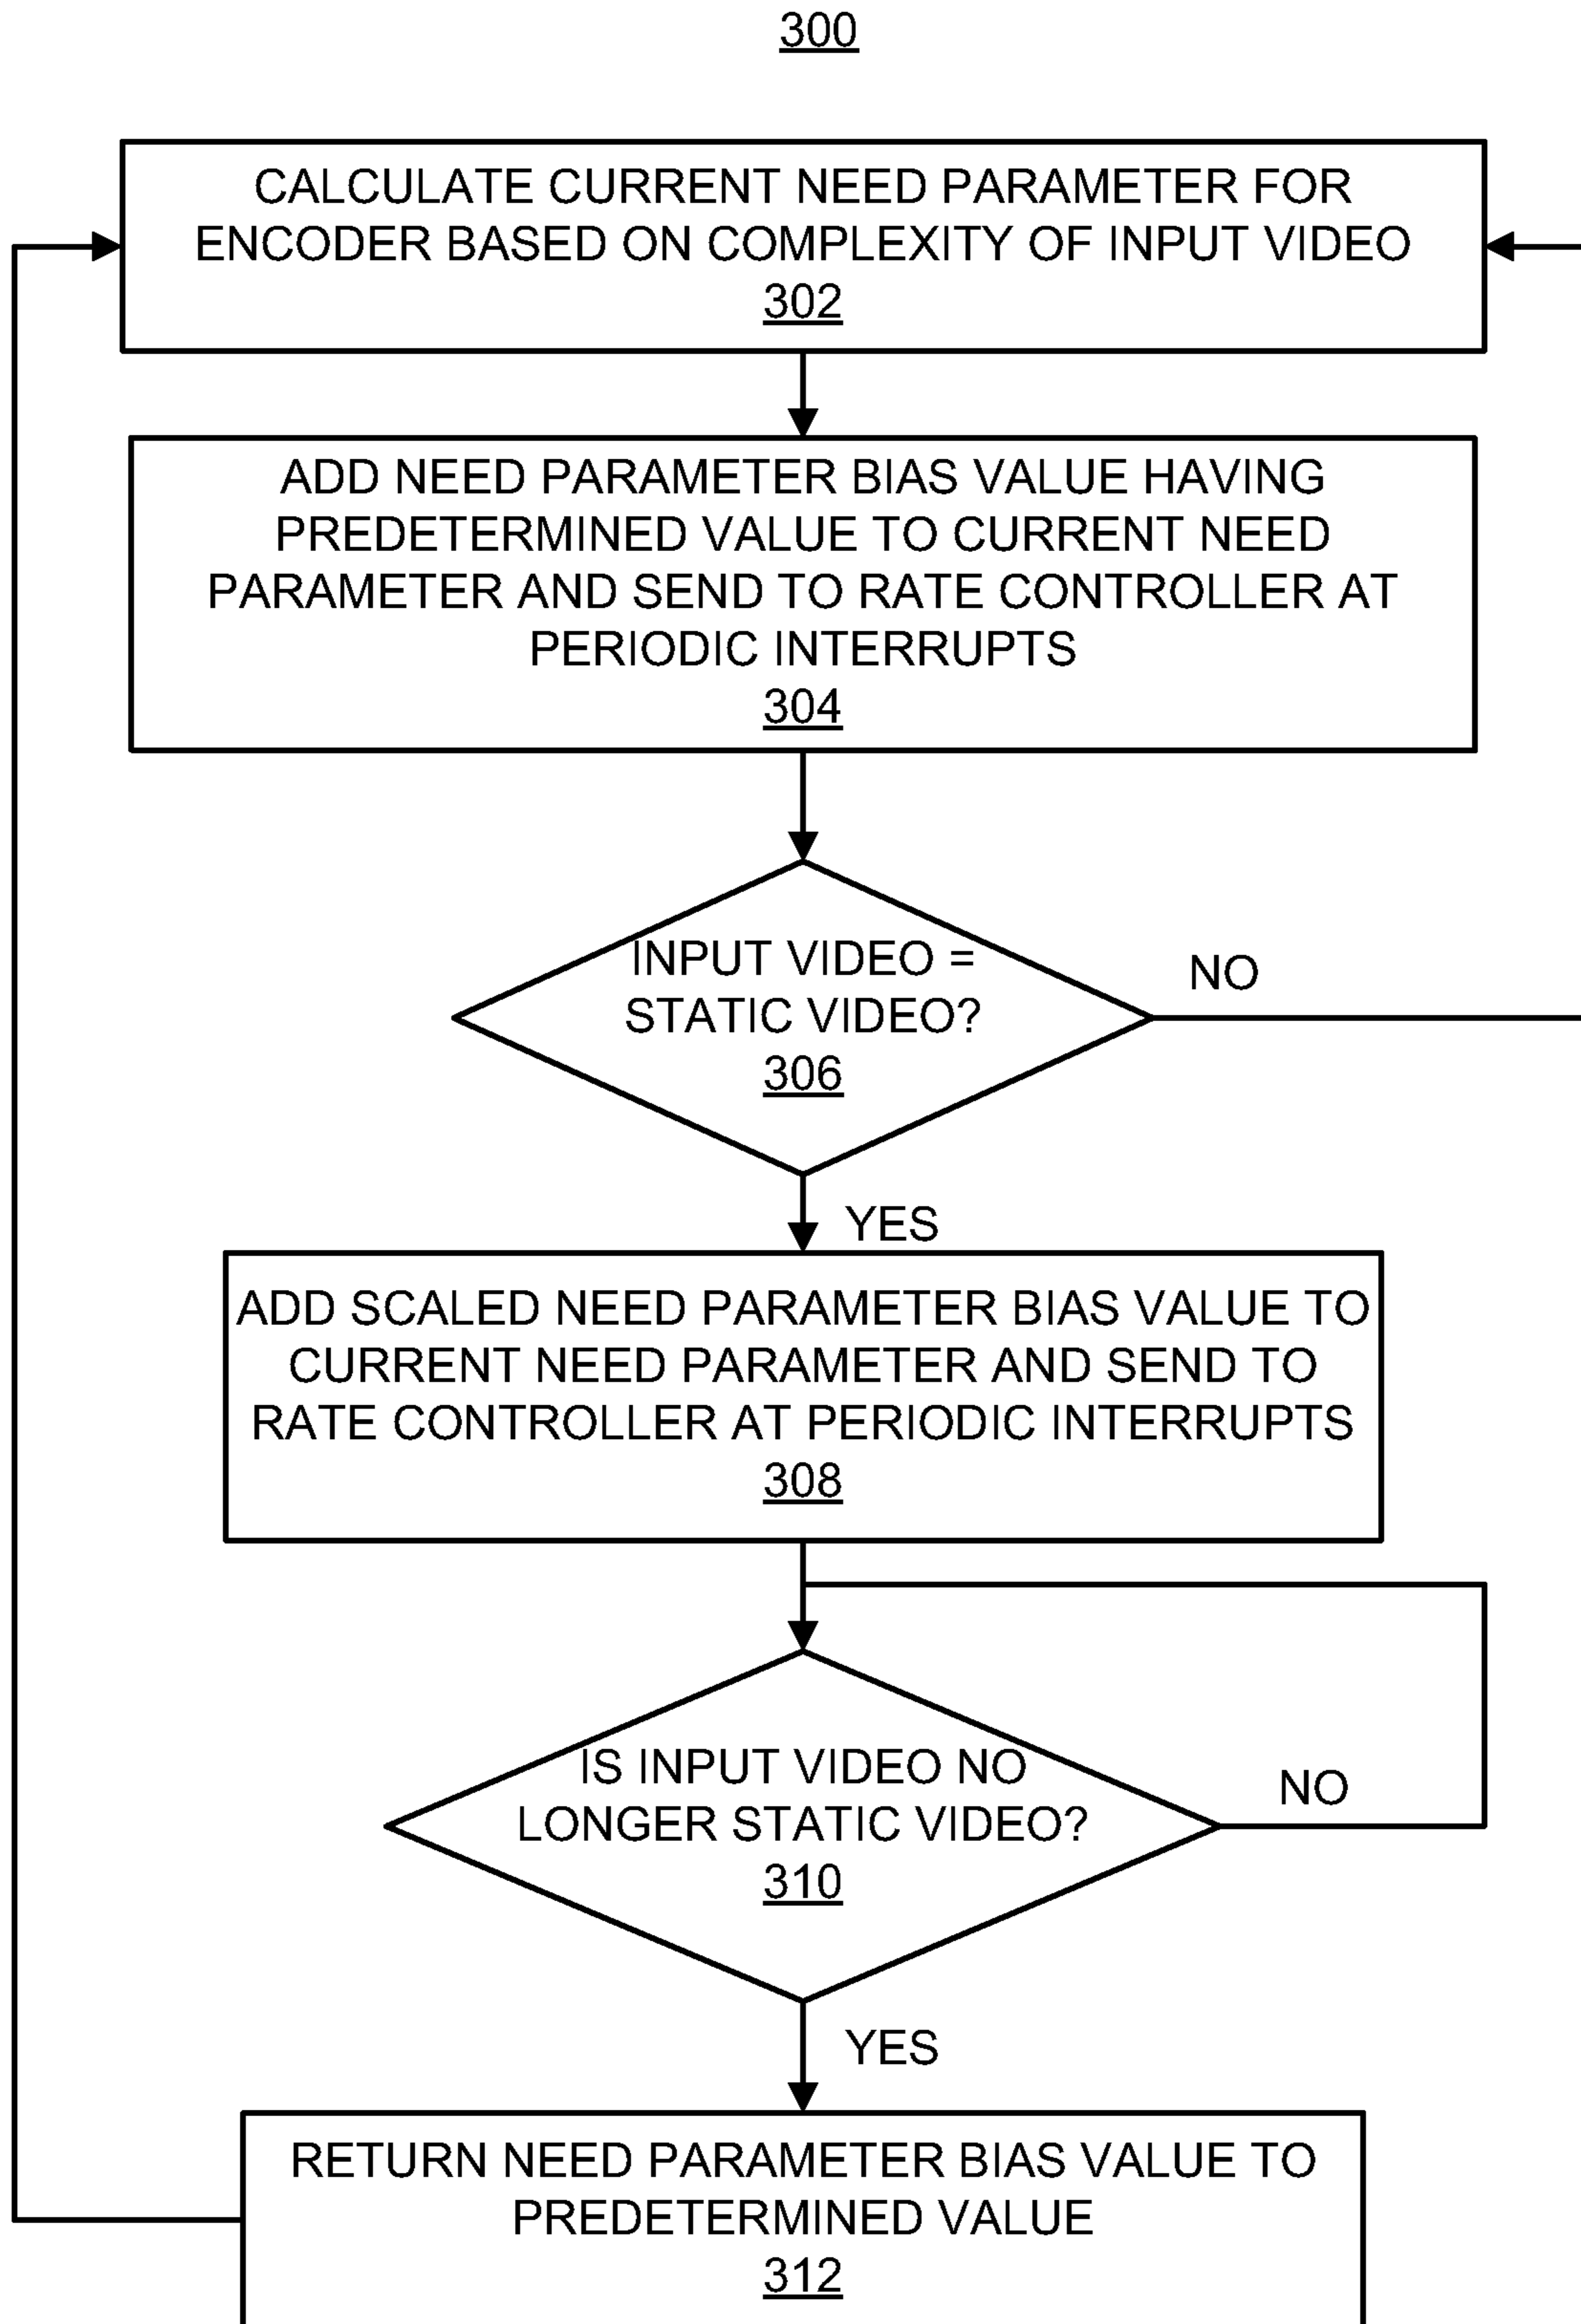 300
CALCULATE CURRENT NEED PARAMETER FOR
ENCODER BASED ON COMPLEXITY OF INPUT VIDEO
302
ADD NEED PARAMETER BIAS VALUE HAVING
PREDETERMINED VALUE TO CURRENT NEED
PARAMETER AND SEND TO RATE CONTROLLER AT
PERIODIC INTERRUPTS
304
INPUT VIDEO =
STATIC VIDEO?
306
NO
YES
ADD SCALED NEED PARAMETER BIAS VALUE TO
CURRENT NEED PARAMETER AND SEND TO
RATE CONTROLLER AT PERIODIC INTERRUPTS
308
IS INPUT VIDEO NO
LONGER STATIC VIDEO?
310
NO
YES
RETURN NEED PARAMETER BIAS VALUE TO
PREDETERMINED VALUE
312